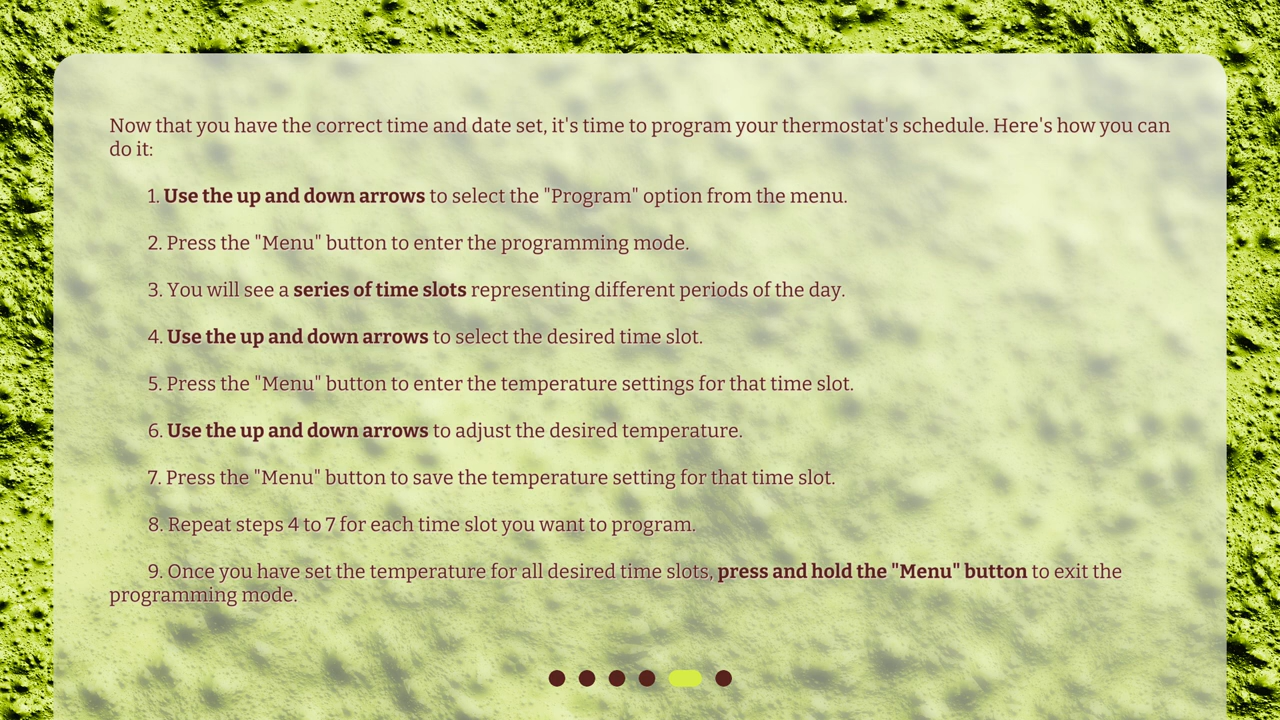 Now that you have the correct time and date set, it's time to program your thermostat's schedule. Here's how you can
do it:
1. Use the up and down arrows to select the "Program" option from the menu.
2. Press the "Menu" button to enter the programming mode.
3. You will see a series of time slots representing different periods of the day.
4. Use the up and down arrows to select the desired time slot.
5. Press the "Menu" button to enter the temperature settings for that time slot.
6. Use the up and down arrows to adjust the desired temperature.
7. Press the "Menu" button to save the temperature setting for that time slot.
8. Repeat steps 4 to 7 for each time slot you want to program.
9. Once you have set the temperature for all desired time slots, press and hold the "Menu" button to exit the
programming mode.